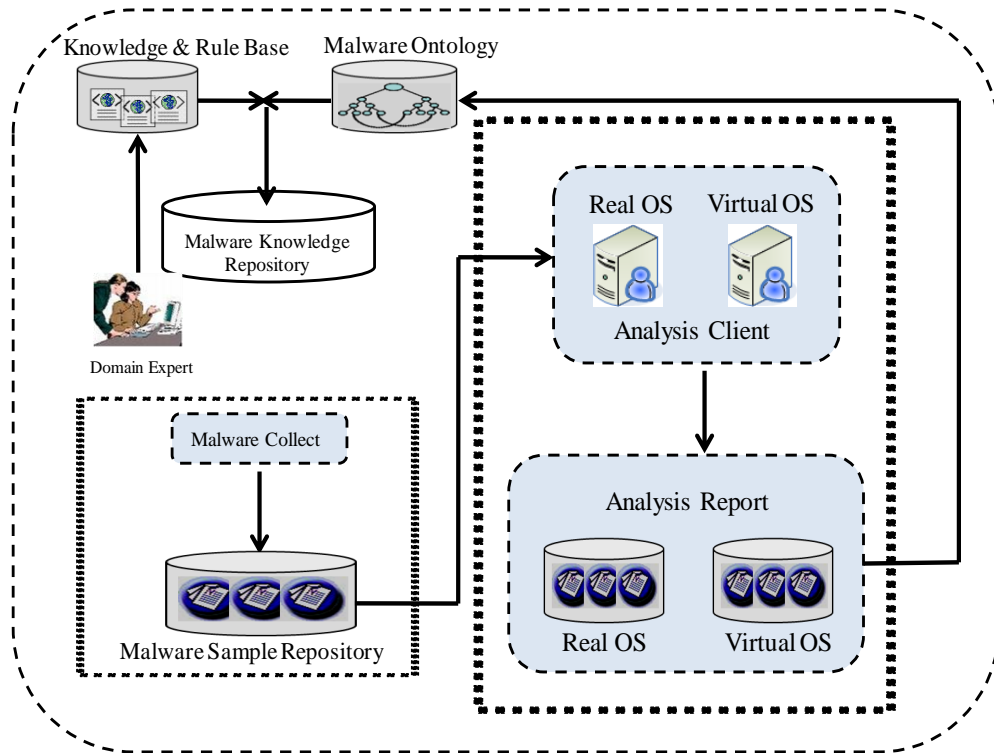 Knowledge & Rule Base
Malware Ontology
Malware Knowledge
Repository
Domain Expert
Real OS
Virtual OS
Analysis Client
Malware Collect
Malware Sample Repository
Analysis Report
Real OS
Virtual OS